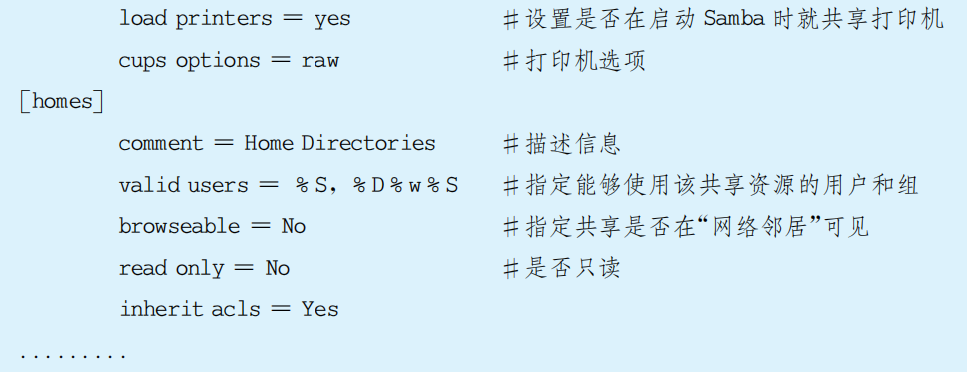 load printers = yes #设置是否在启动 Samba 时就共享打印机
cups options = raw #打印机选项
[homes]
comment = Home Directories #描述信息
valid users = %S, %D%w%S #指定能够使用该共享资源的用户和组
browseable = No #指定共享是否在“网络邻居”可见
read only = No #是否只读
inherit acls = Yes
.........